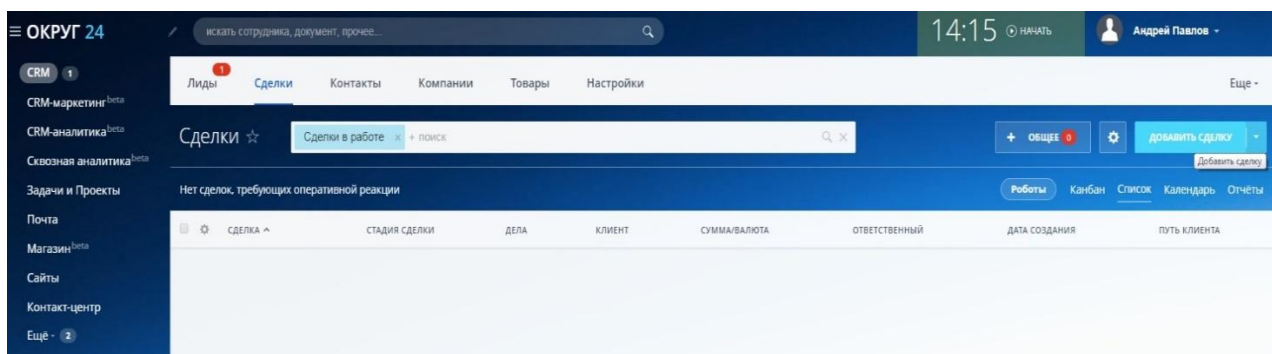 ОКРУГ 24
искать сотрудника, документ, прочее...
14:15 НАЧАТЬ
Андрей Павлов
CRM 1
CRM-маркетинг beta
CRM-аналитика beta
Сквозная аналитика beta
Задачи и Проекты
Почта
Магазин beta
Сайты
Контакт-центр
Ещё 2
Лиды 1 Сделки Контакты Компании Товары Настройки Еще
Сделки Сделки в работе × + поиск
+ ОБЩЕЕ 0 ДОБАВИТЬ СДЕЛКУ
Добавить сделку
Нет сделок, требующих оперативной реакции
Роботы Канбан Список Календарь Отчёты
СДЕЛКА СТАДИЯ СДЕЛКИ ДЕЛА КЛИЕНТ СУММА/ВАЛЮТА ОТВЕТСТВЕННЫЙ ДАТА СОЗДАНИЯ ПУТЬ КЛИЕНТА